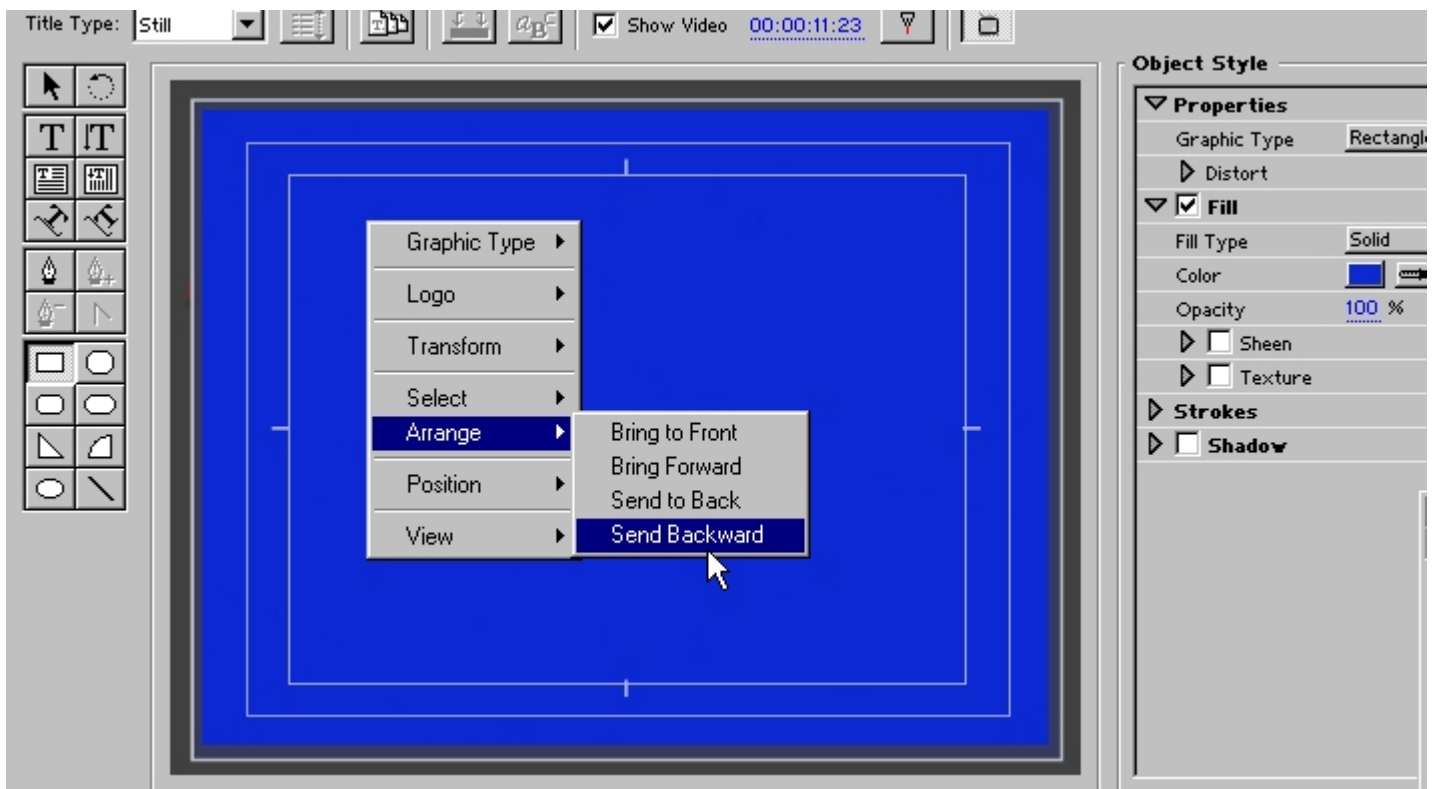 Title Type: Still
Show Video 00:00:11:23
Object Style
Properties
Graphic Type Rectangle
Distort
Fill
Fill Type Solid
Color
Opacity 100 %
Sheen
Texture
Strokes
Shadow
Graphic Type
Logo
Transform
Select
Arrange
Position
View
Bring to Front
Bring Forward
Send to Back
Send Backward